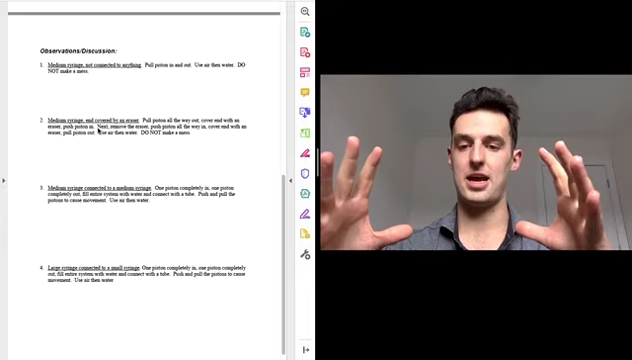 Observations/Discussion:
1. Medium syringe, not connected to anything. Pull piston in and out. Use air then water. DO
NOT make a mess.
2. Medium syringe, end covered by an eraser. Pull piston all the way out, cover end with an
eraser, push piston in. Next, remove the eraser, push piston all the way in, cover end with an
eraser, pull piston out. Use air then water. DO NOT make a mess.
3. Medium syringe connected to a medium syringe. One piston completely in, one piston
completely out, fill entire system with water and connect with a tube. Push and pull the
pistons to cause movement. Use air then water.
4. Large syringe connected to a small syringe. One piston completely in, one piston completely
out, fill entire system with water and connect with a tube. Push and pull the pistons to cause
movement. Use air then water